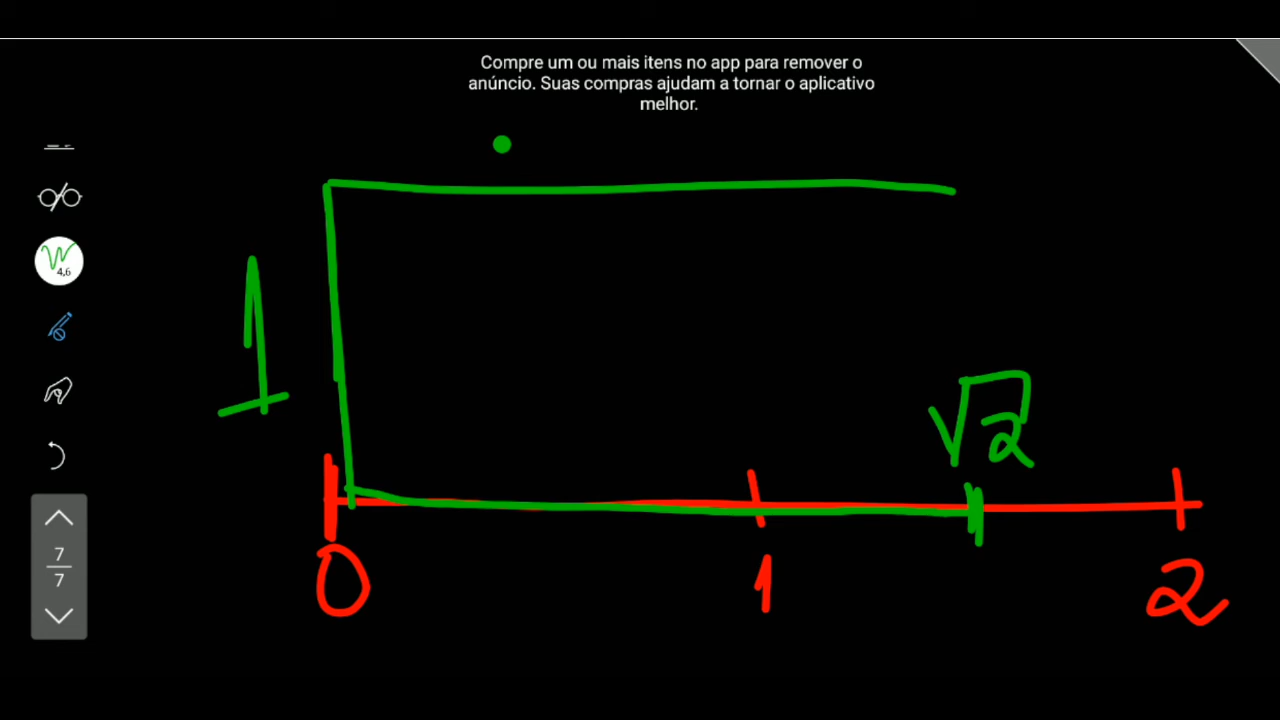 Compre um ou mais itens no app para remover o
anúncio. Suas compras ajudam a tornar o aplicativo
melhor.
4,6
1
√2
7
7
0
1
2